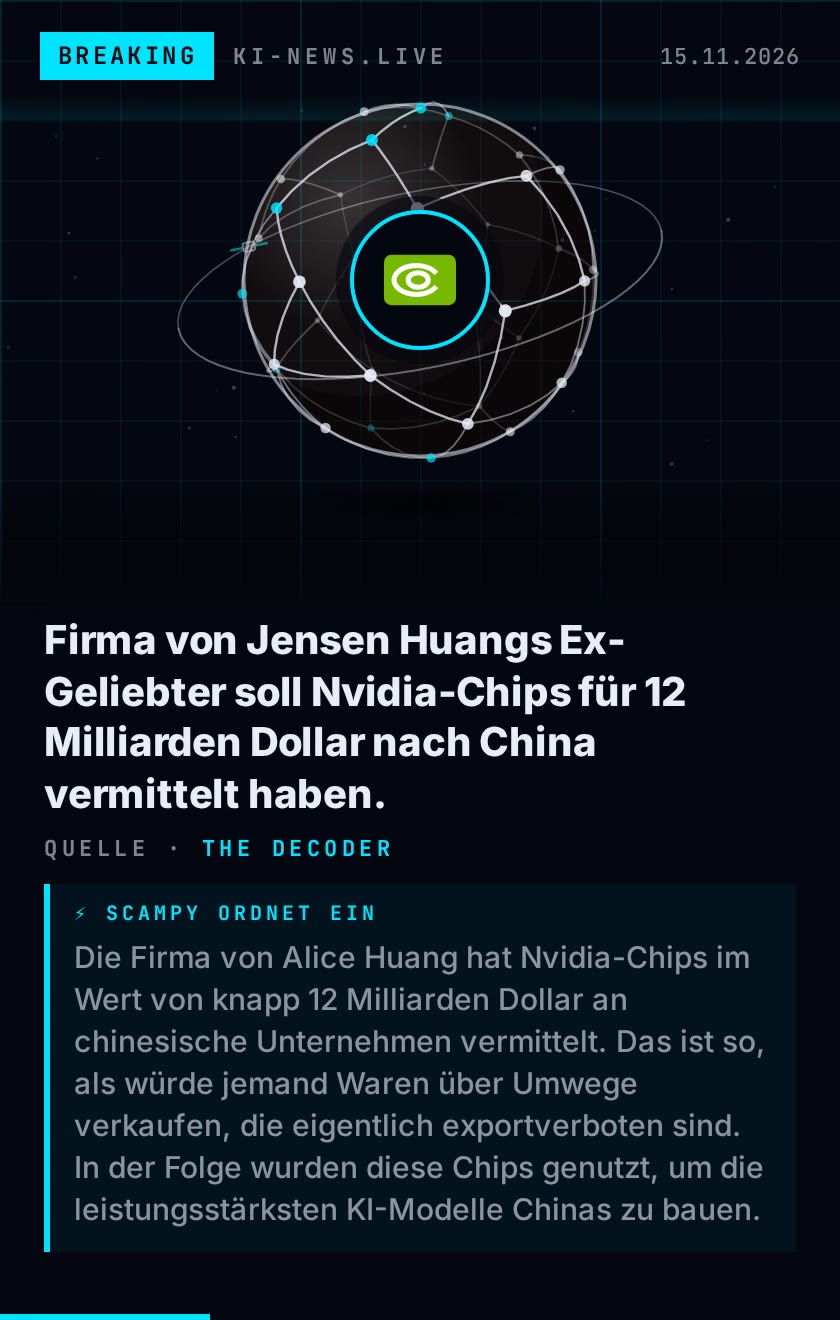 BREAKING KI-NEWS.LIVE 15.11.2026
Firma von Jensen Huangs Ex-
Geliebter soll Nvidia-Chips für 12
Milliarden Dollar nach China
vermittelt haben.
QUELLE · THE DECODER
⚡ SCAMPY ORDNET EIN
Die Firma von Alice Huang hat Nvidia-Chips im
Wert von knapp 12 Milliarden Dollar an
chinesische Unternehmen vermittelt. Das ist so,
als würde jemand Waren über Umwege
verkaufen, die eigentlich exportverboten sind.
In der Folge wurden diese Chips genutzt, um die
leistungsstärksten KI-Modelle Chinas zu bauen.